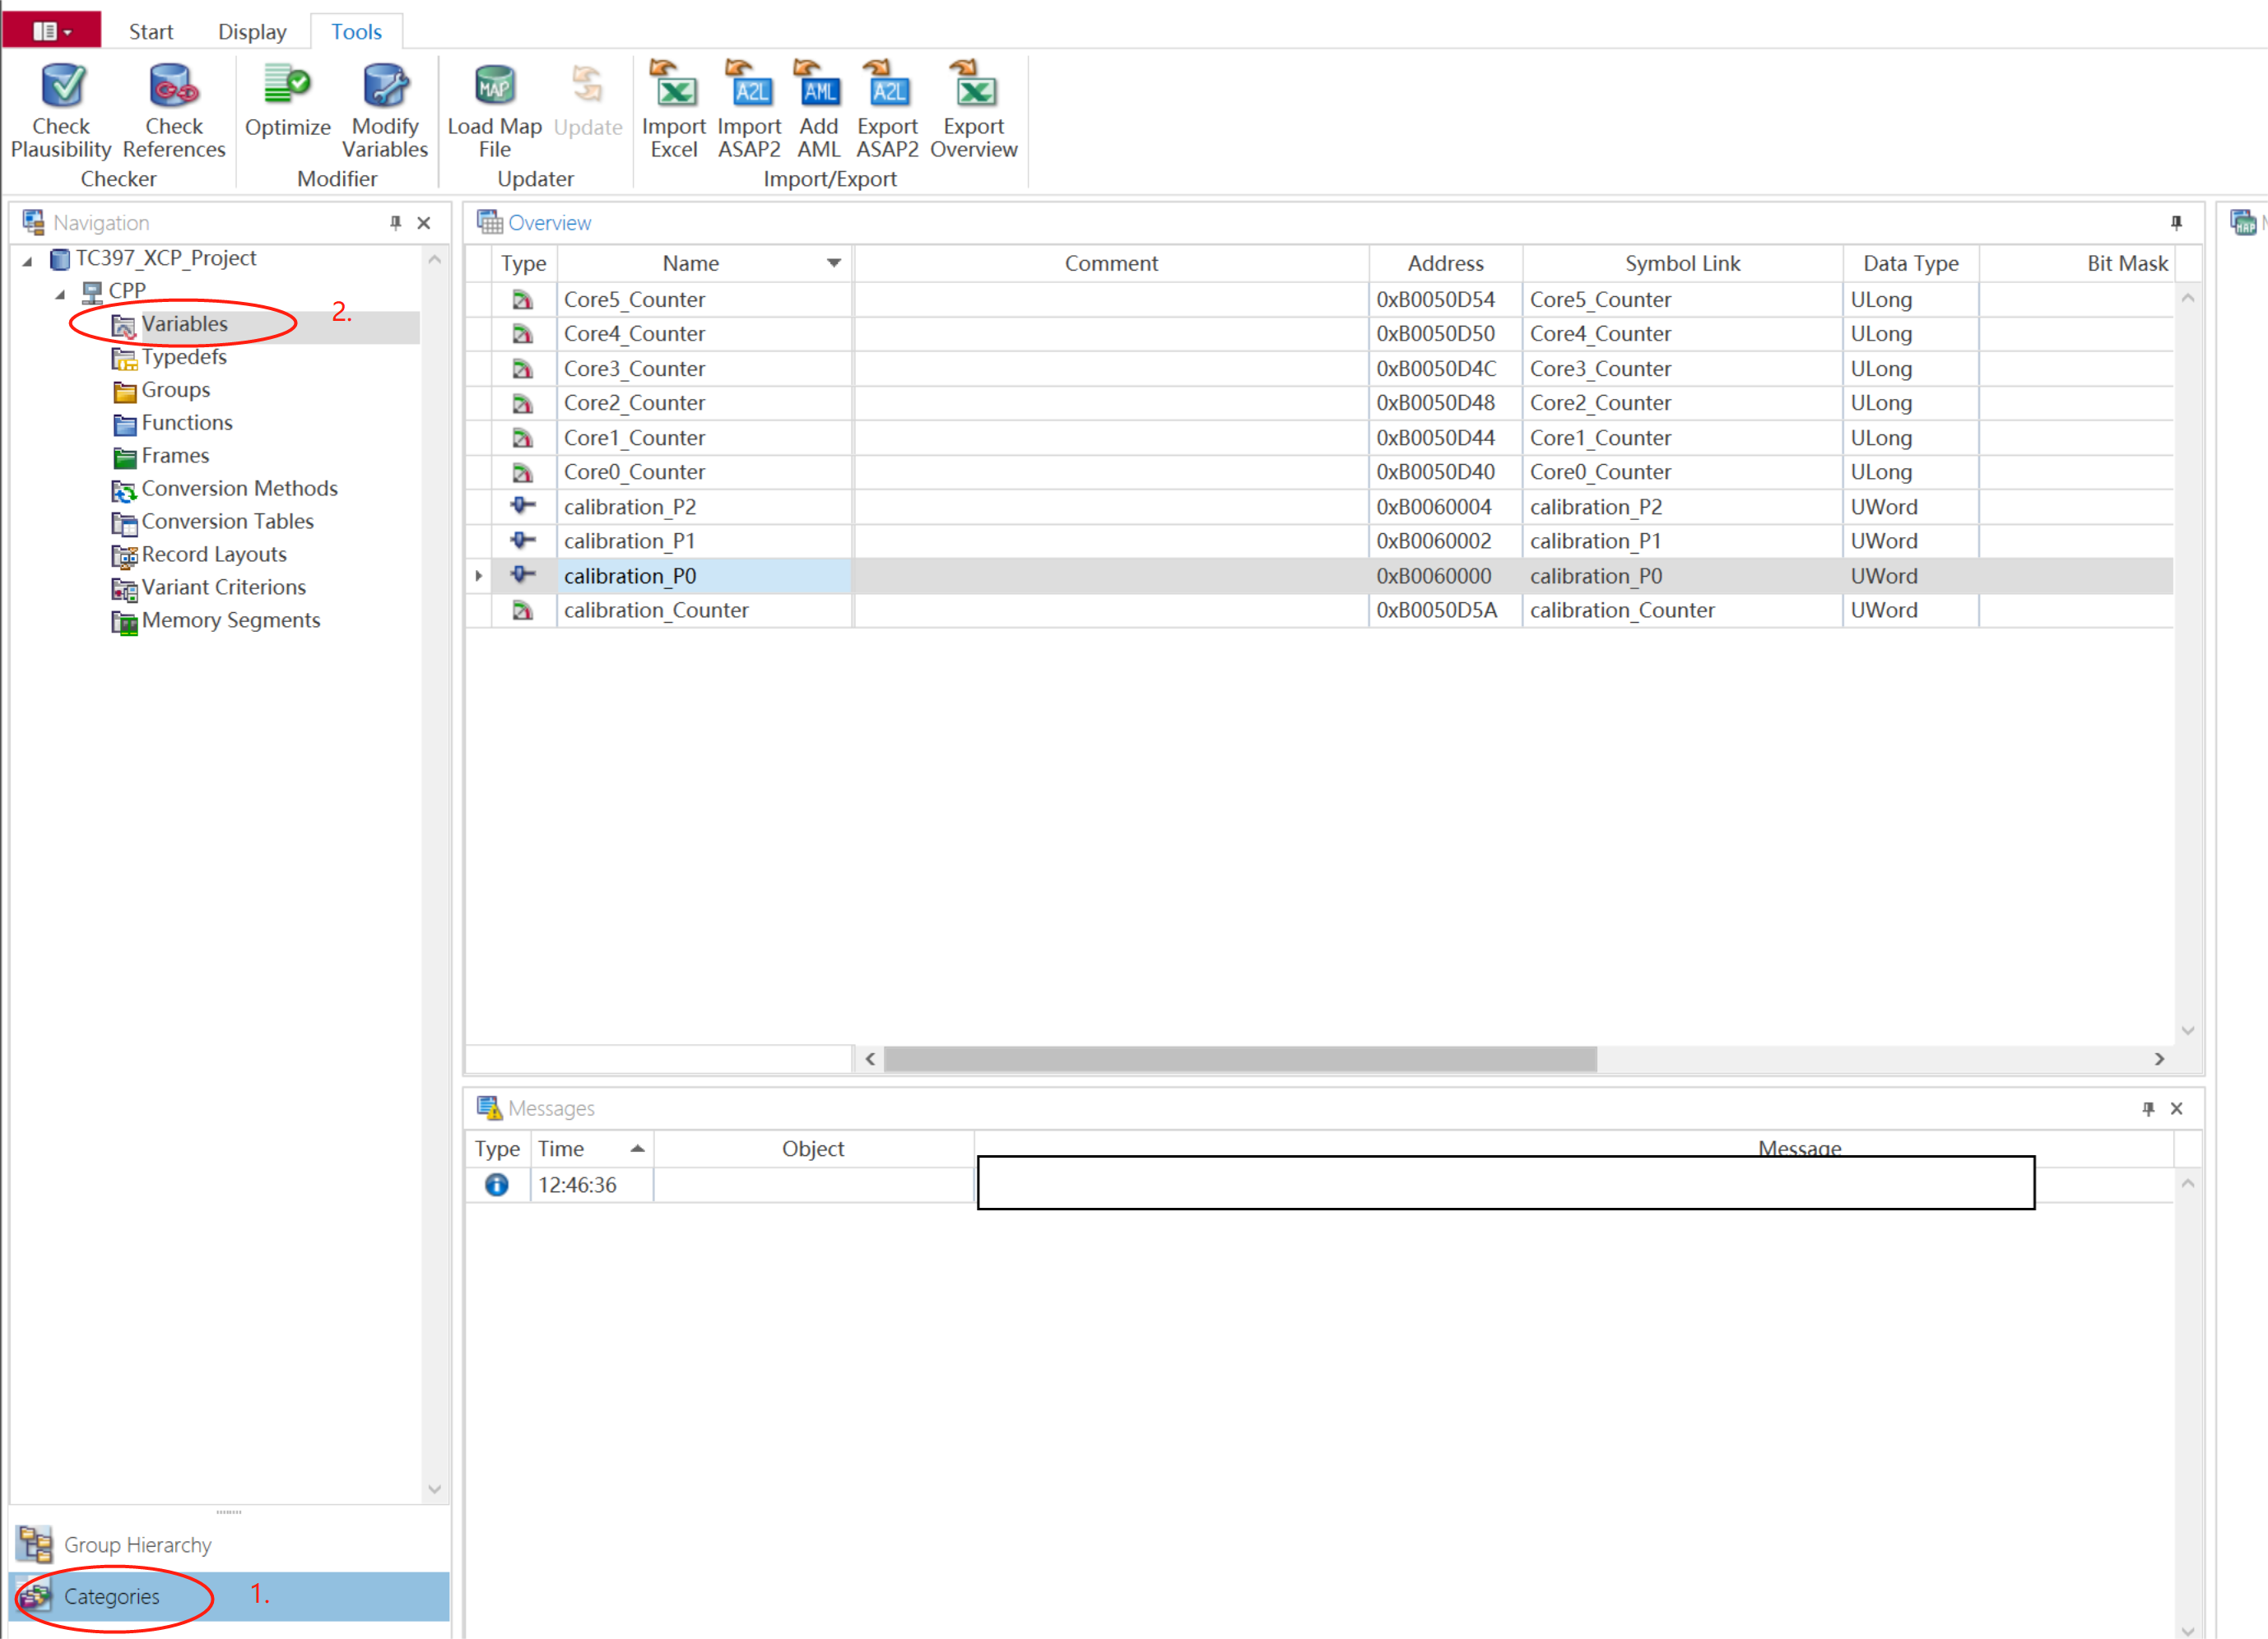 Start Display Tools
Check Plausibility
Check References
Optimize
Modify Variables
Load Map File
Update
Import Excel
Import ASAP2
Add AML
Export ASAP2
Export Overview
MAP A2L AML A2L
Checker Modifier Updater Import/Export
Navigation
TC397_XCP_Project
CPP
Variables 2.
Typedefs
Groups
Functions
Frames
Conversion Methods
Conversion Tables
Record Layouts
Variant Criterions
Memory Segments
Group Hierarchy
Categories 1.
Overview
Type Name Comment Address Symbol Link Data Type Bit Mask
Core5_Counter 0xB0050D54 Core5_Counter ULong
Core4_Counter 0xB0050D50 Core4_Counter ULong
Core3_Counter 0xB0050D4C Core3_Counter ULong
Core2_Counter 0xB0050D48 Core2_Counter ULong
Core1_Counter 0xB0050D44 Core1_Counter ULong
Core0_Counter 0xB0050D40 Core0_Counter ULong
calibration_P2 0xB0060004 calibration_P2 UWord
calibration_P1 0xB0060002 calibration_P1 UWord
calibration_P0 0xB0060000 calibration_P0 UWord
calibration_Counter 0xB0050D5A calibration_Counter UWord
Messages
Type Time Object Message
12:46:36
MAP